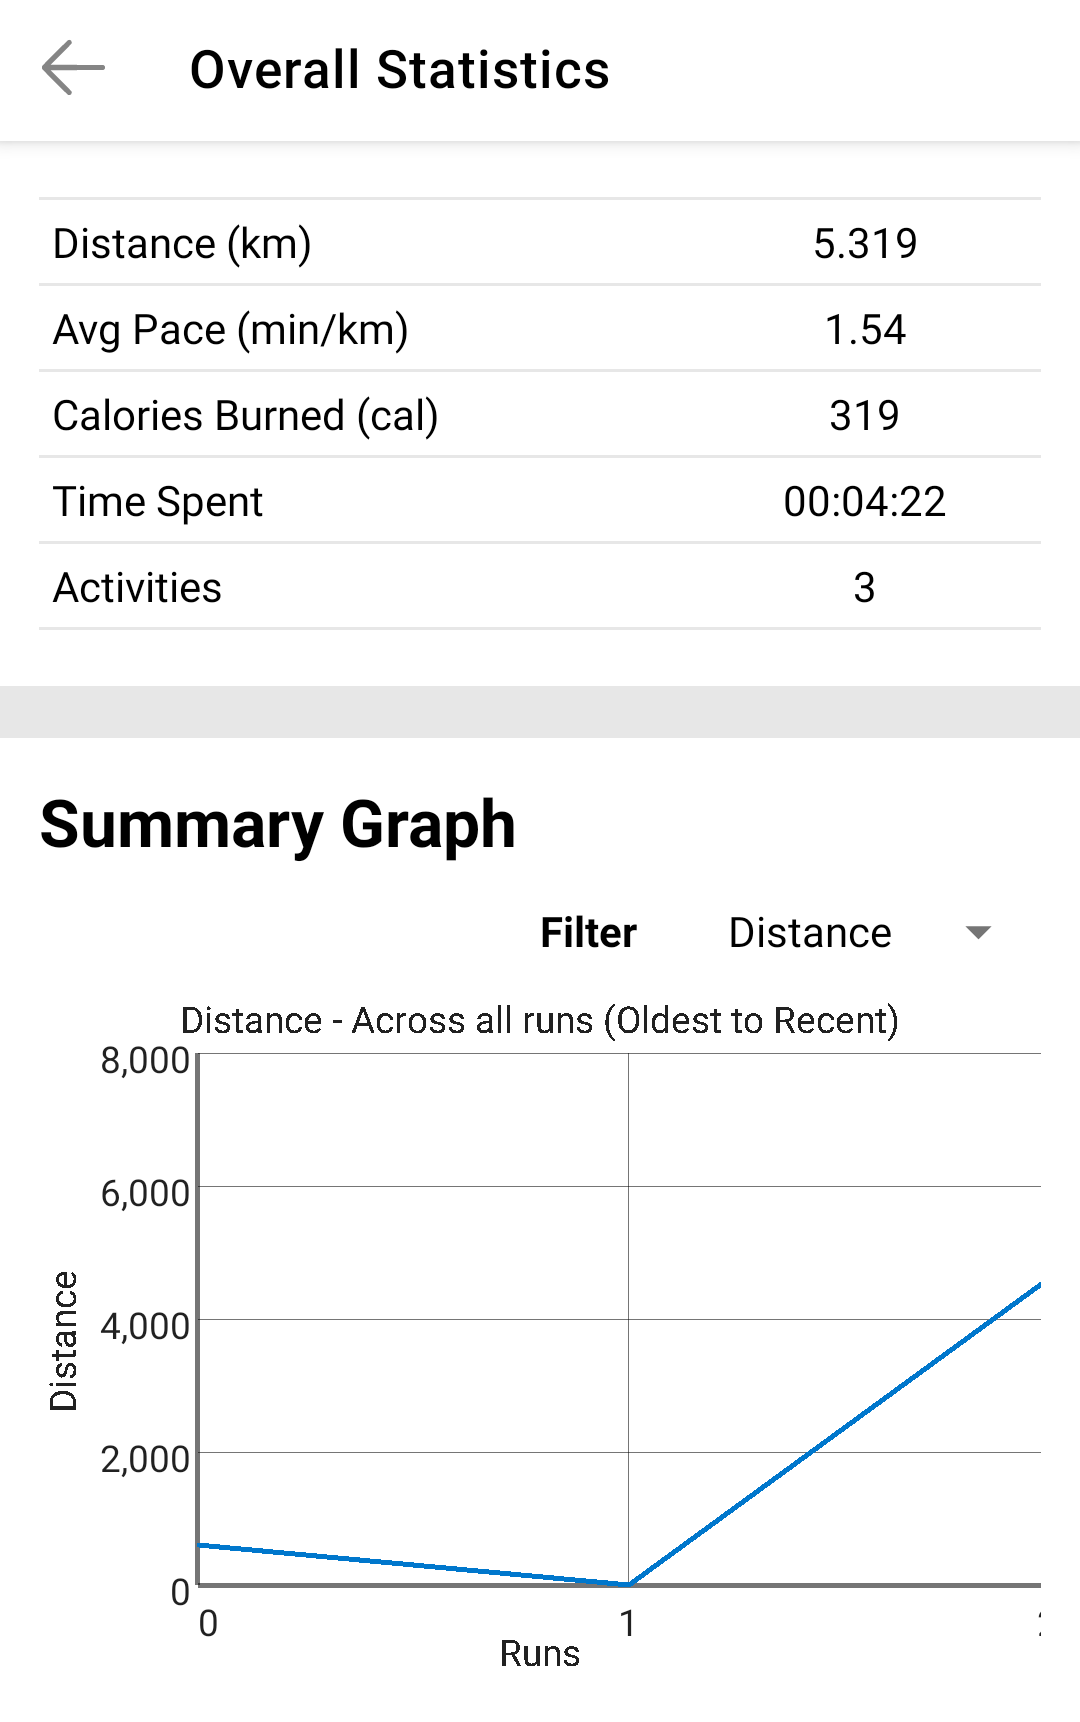 Overall Statistics
Distance (km) 5.319
Avg Pace (min/km) 1.54
Calories Burned (cal) 319
Time Spent 00:04:22
Activities 3
Summary Graph
Filter Distance
Distance - Across all runs (Oldest to Recent)
8,000
6,000
4,000
2,000
0
Distance
0 1
Runs